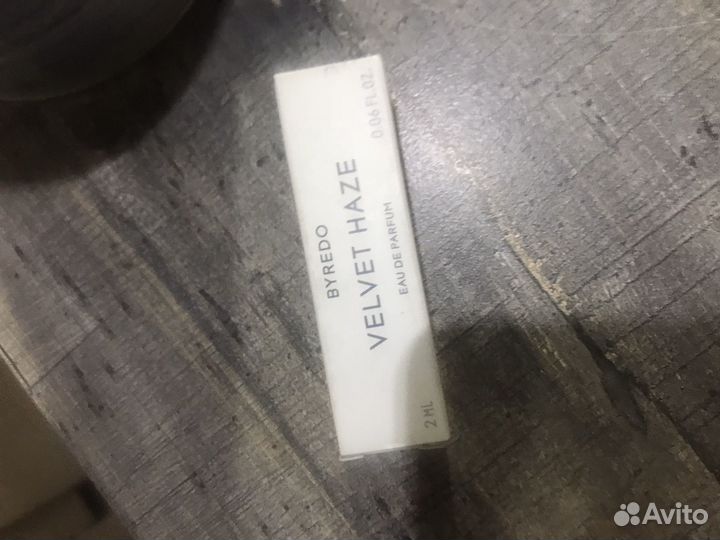 BYREDO
VELVET HAZE
EAU DE PARFUM
2 ML
0.06 FL.OZ.
Avito